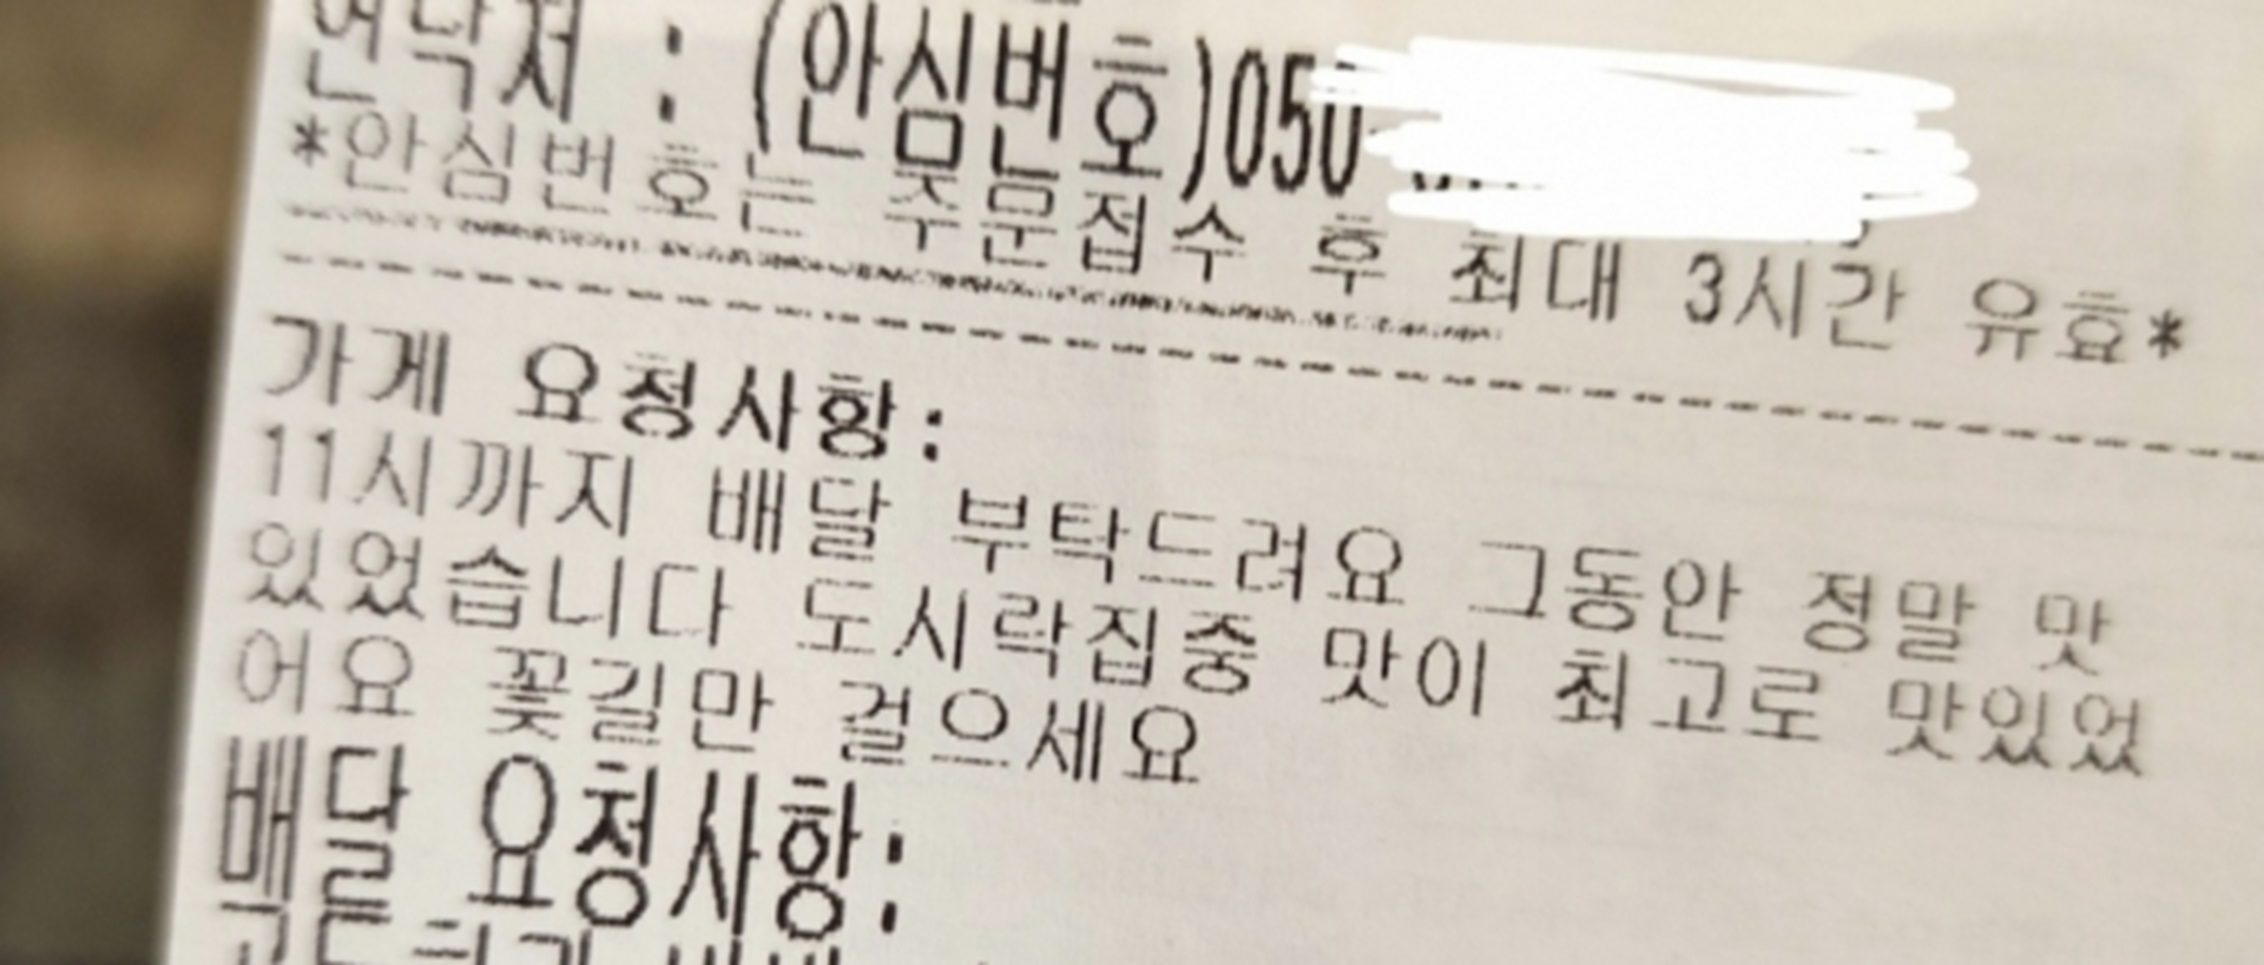 연락처 : (안심번호)050
*안심번호는 주문접수 후 최대 3시간 유효*
가게 요청사항:
11시까지 배달 부탁드려요 그동안 정말 맛
있었습니다 도시락집중 맛이 최고로 맛있었
어요 꽃길만 걸으세요
배달 요청사항: